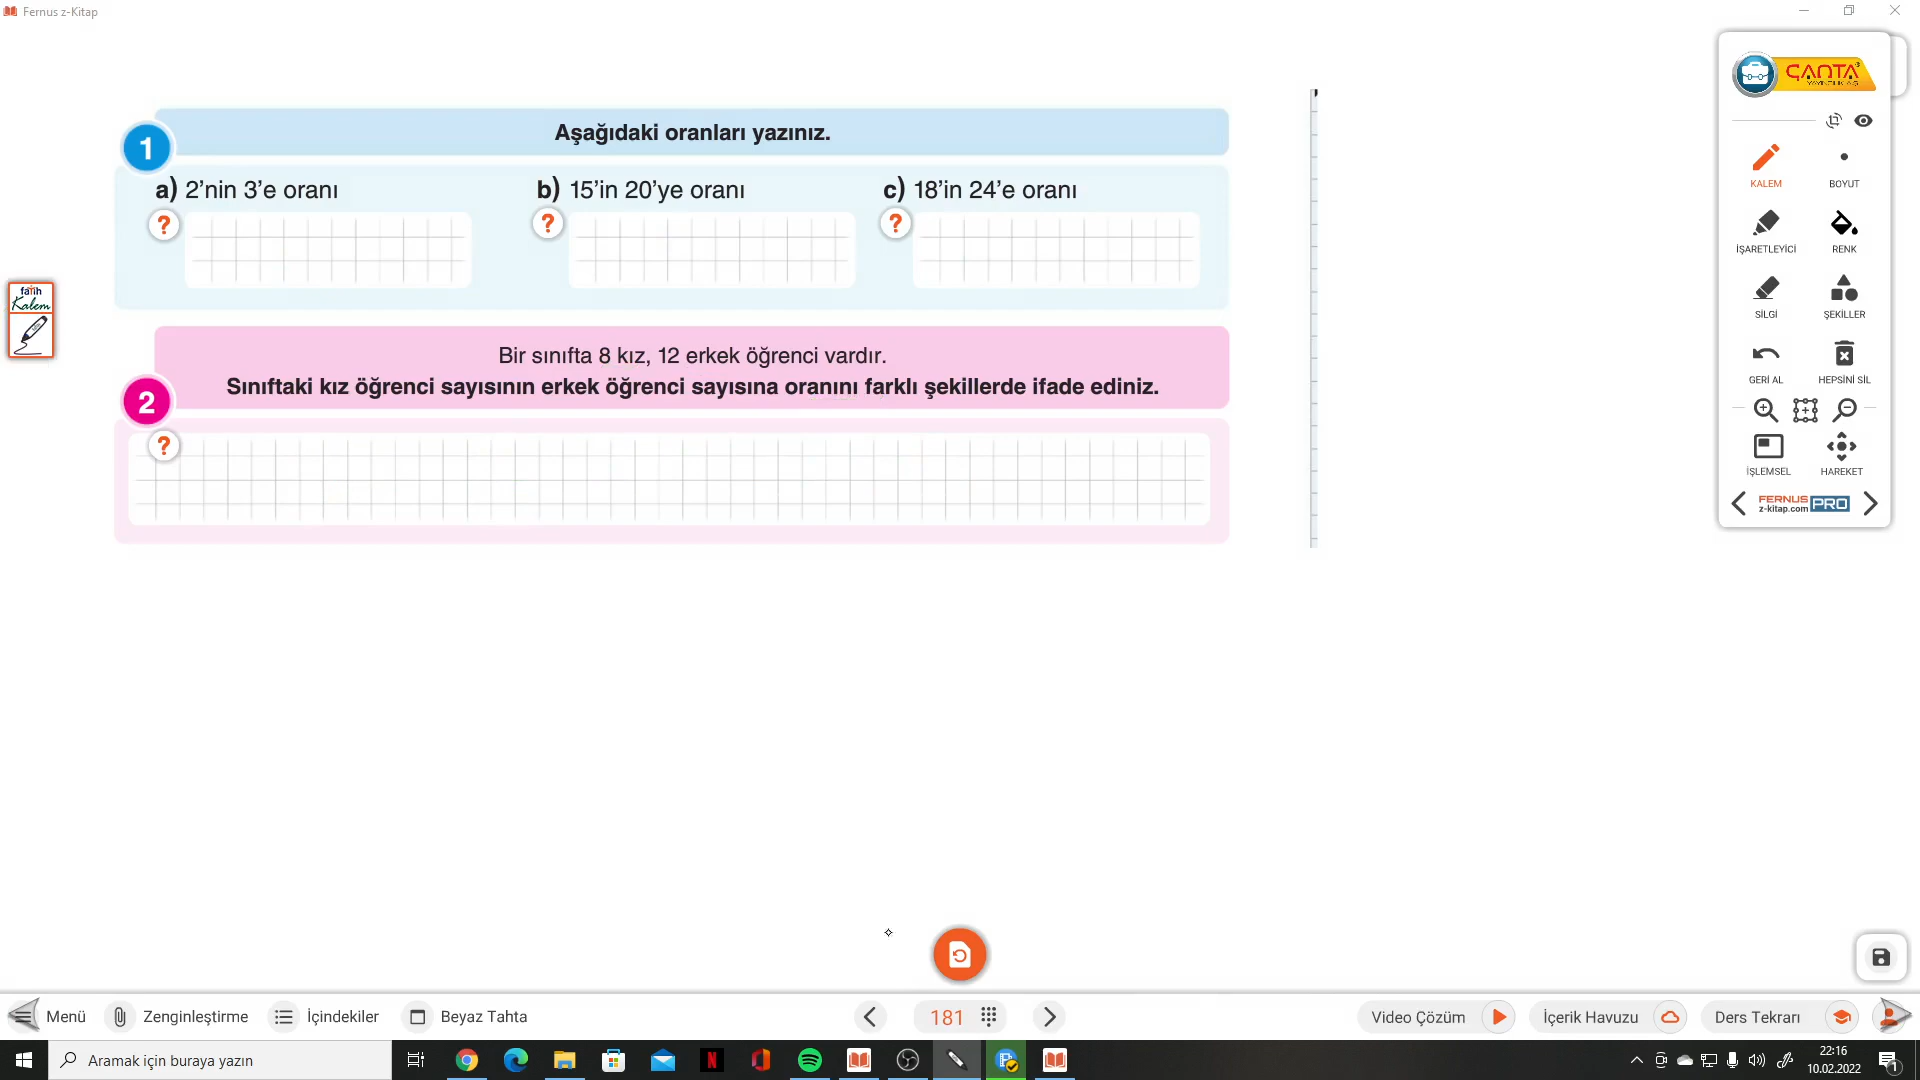 Fernus z-Kitap
ÇANTA
YAYINCILIK A.Ş.
1
Aşağıdaki oranları yazınız.
a) 2’nin 3’e oranı
b) 15’in 20’ye oranı
c) 18’in 24’e oranı
?
?
?
fatih
Kalem
Bir sınıfta 8 kız, 12 erkek öğrenci vardır.
Sınıftaki kız öğrenci sayısının erkek öğrenci sayısına oranını farklı şekillerde ifade ediniz.
2
?
KALEM
BOYUT
İŞARETLEYİCİ
RENK
SİLGİ
ŞEKİLLER
GERİ AL
HEPSİNİ SİL
İŞLEMSEL
HAREKET
FERNUS
z-kitap.com PRO
Menü
Zenginleştirme
İçindekiler
Beyaz Tahta
181
Video Çözüm
İçerik Havuzu
Ders Tekrarı
Aramak için buraya yazın
22:16
10.02.2022
1